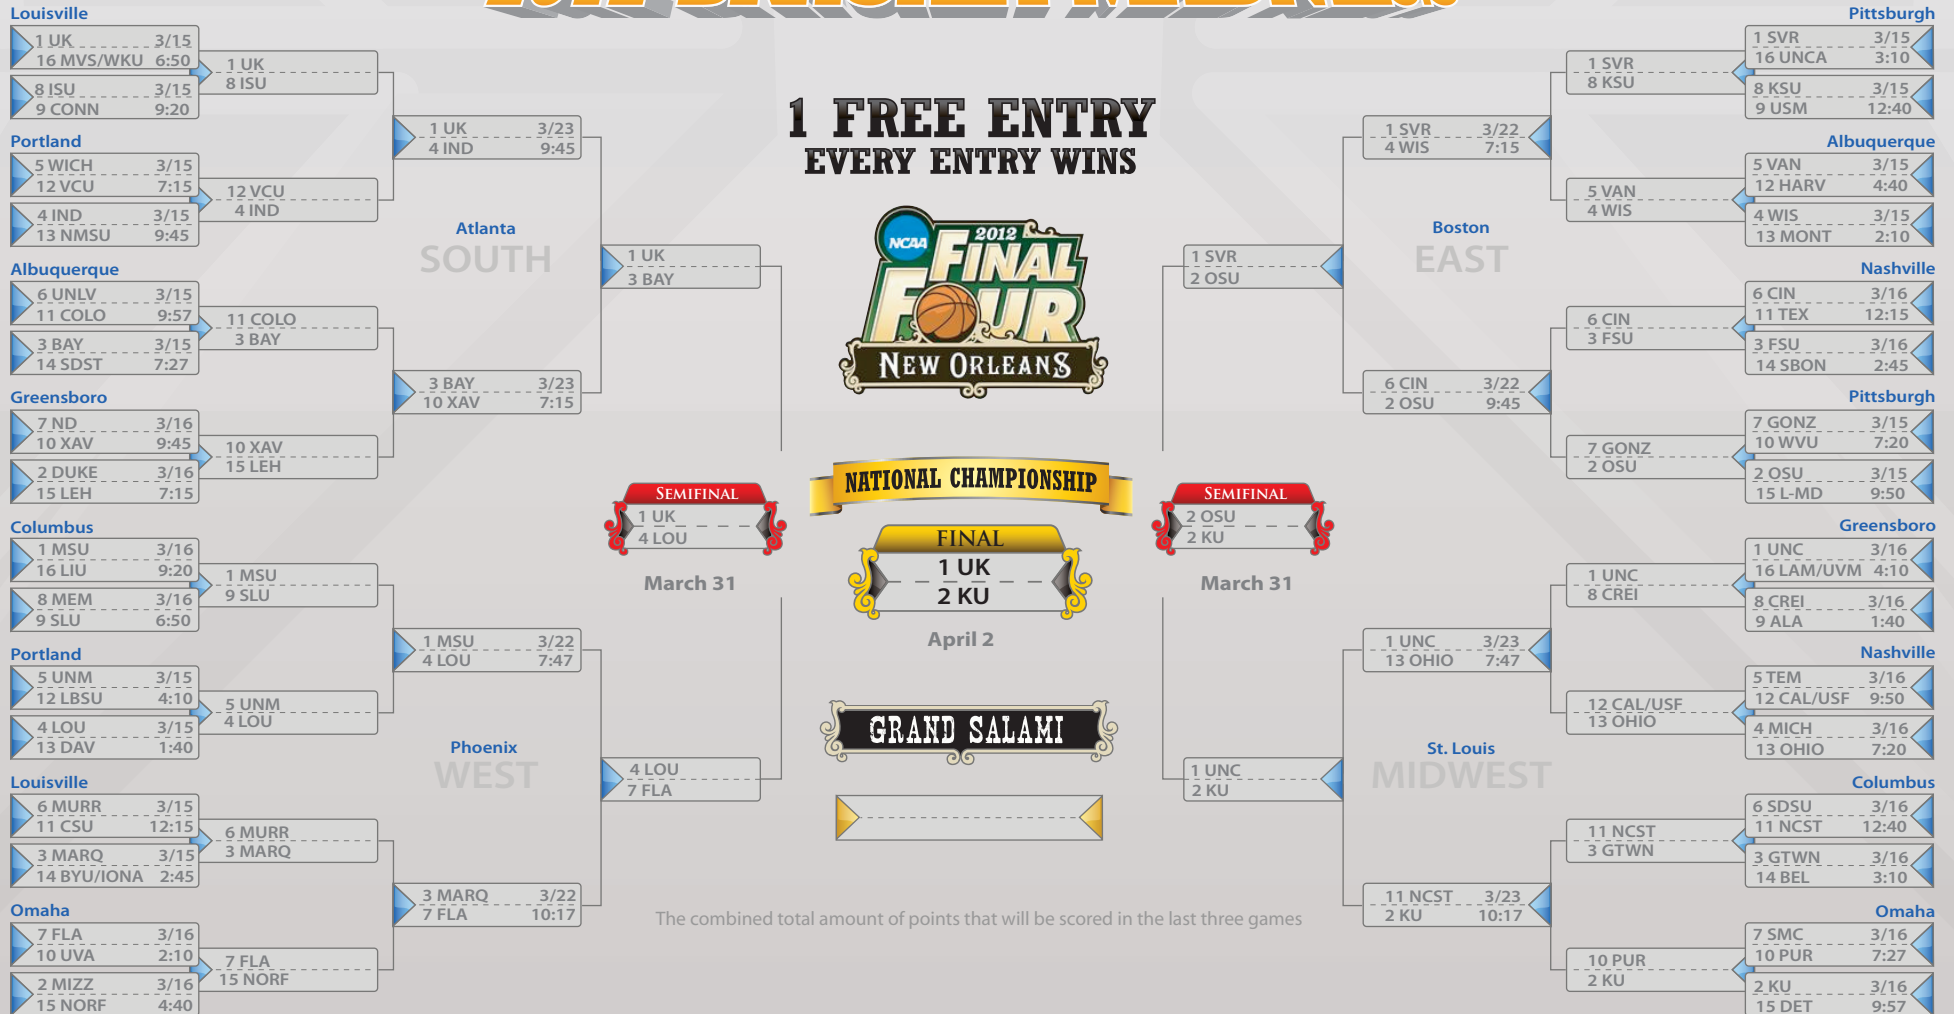 Louisville
1 UK 3/15
16 MVS/WKU 6:50
8 ISU 3/15
9 CONN 9:20
Portland
5 WICH 3/15
12 VCU 7:15
4 IND 3/15
13 NMSU 9:45
Albuquerque
6 UNLV 3/15
11 COLO 9:57
3 BAY 3/15
14 SDST 7:27
Greensboro
7 ND 3/16
10 XAV 9:45
2 DUKE 3/16
15 LEH 7:15
Columbus
1 MSU 3/16
16 LIU 9:20
8 MEM 3/16
9 SLU 6:50
Portland
5 UNM 3/15
12 LBSU 4:10
4 LOU 3/15
13 DAV 1:40
Louisville
6 MURR 3/15
11 CSU 12:15
3 MARQ 3/15
14 BYU/IONA 2:45
Omaha
7 FLA 3/16
10 UVA 2:10
2 MIZZ 3/16
15 NORF 4:40
1 UK
8 ISU
12 VCU
4 IND
11 COLO
3 BAY
10 XAV
15 LEH
1 MSU
9 SLU
5 UNM
4 LOU
6 MURR
3 MARQ
7 FLA
15 NORF
1 UK 3/23
4 IND 9:45
Atlanta
SOUTH
3 BAY 3/23
10 XAV 7:15
1 MSU 3/22
4 LOU 7:47
Phoenix
WEST
3 MARQ 3/22
7 FLA 10:17
1 UK
3 BAY
4 LOU
7 FLA
SEMIFINAL
1 UK
4 LOU
March 31
1 FREE ENTRY
EVERY ENTRY WINS
NCAA
2012
FINAL
FOUR
NEW ORLEANS
NATIONAL CHAMPIONSHIP
FINAL
1 UK
2 KU
April 2
GRAND SALAMI
The combined total amount of points that will be scored in the last three games
SEMIFINAL
2 OSU
2 KU
March 31
1 SVR
2 OSU
1 UNC
2 KU
1 SVR 3/22
4 WIS 7:15
Boston
EAST
6 CIN 3/22
2 OSU 9:45
1 UNC 3/23
13 OHIO 7:47
St. Louis
MIDWEST
11 NCST 3/23
2 KU 10:17
1 SVR
8 KSU
5 VAN
4 WIS
6 CIN
3 FSU
7 GONZ
2 OSU
1 UNC
8 CREI
12 CAL/USF
13 OHIO
11 NCST
3 GTWN
10 PUR
2 KU
Pittsburgh
1 SVR 3/15
16 UNCA 3:10
8 KSU 3/15
9 USM 12:40
Albuquerque
5 VAN 3/15
12 HARV 4:40
4 WIS 3/15
13 MONT 2:10
Nashville
6 CIN 3/16
11 TEX 12:15
3 FSU 3/16
14 SBON 2:45
Pittsburgh
7 GONZ 3/15
10 WVU 7:20
2 OSU 3/15
15 L-MD 9:50
Greensboro
1 UNC 3/16
16 LAM/UVM 4:10
8 CREI 3/16
9 ALA 1:40
Nashville
5 TEM 3/16
12 CAL/USF 9:50
4 MICH 3/16
13 OHIO 7:20
Columbus
6 SDSU 3/16
11 NCST 12:40
3 GTWN 3/16
14 BEL 3:10
Omaha
7 SMC 3/16
10 PUR 7:27
2 KU 3/16
15 DET 9:57